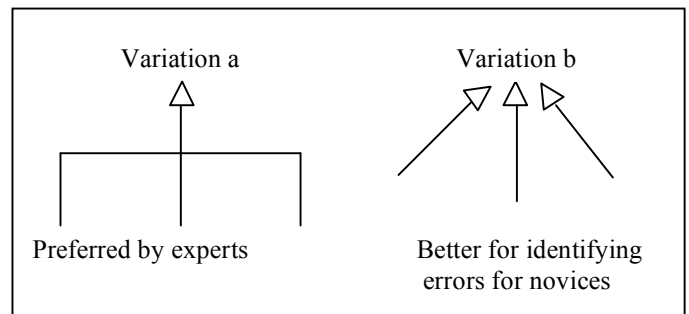 Variation a
Variation b
Preferred by experts
Better for identifying
errors for novices